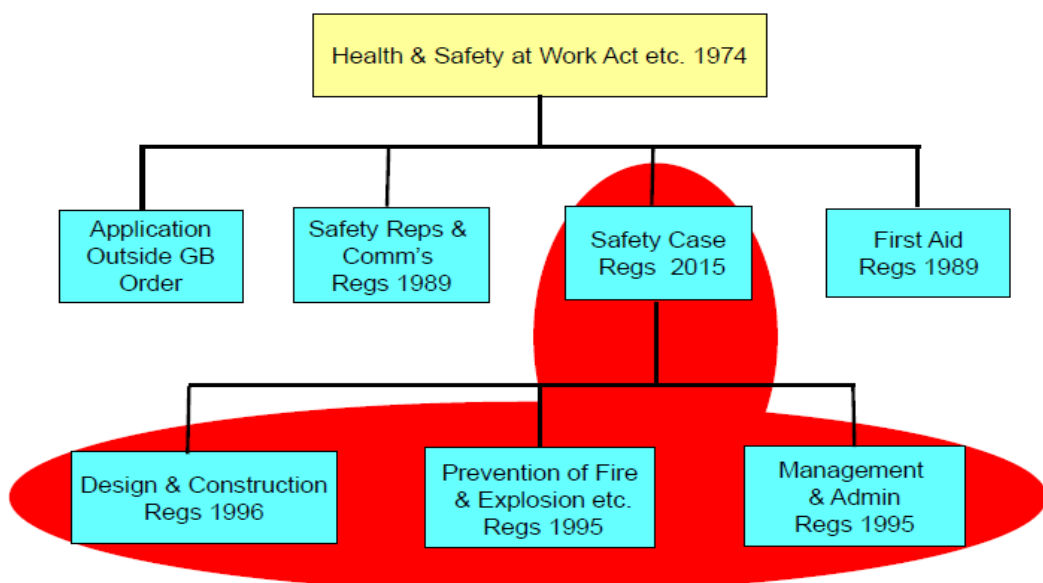 Health & Safety at Work Act etc. 1974
Application
Outside GB
Order
Safety Reps &
Comm's
Regs 1989
Safety Case
Regs 2015
First Aid
Regs 1989
Design & Construction
Regs 1996
Prevention of Fire
& Explosion etc.
Regs 1995
Management
& Admin
Regs 1995